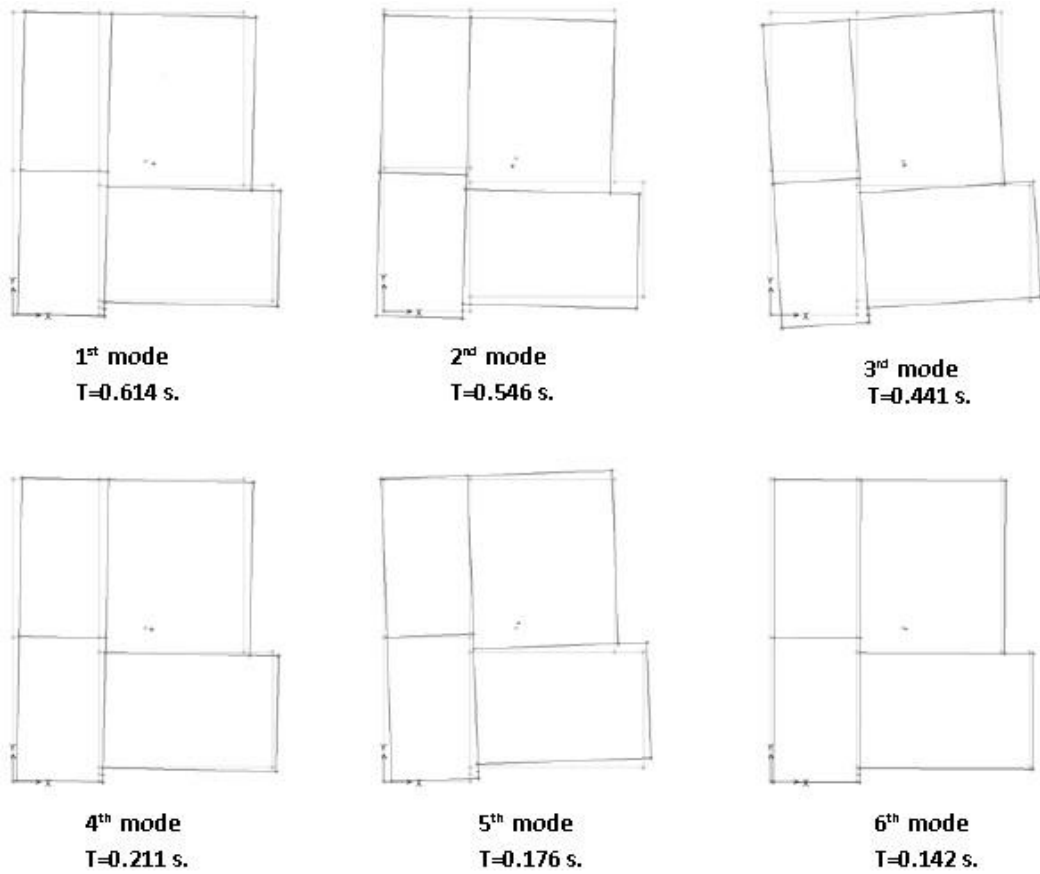 Y
X
Y
X
Y
X
1st mode
T=0.614 s.
2nd mode
T=0.546 s.
3rd mode
T=0.441 s.
Y
X
Y
X
Y
X
4th mode
T=0.211 s.
5th mode
T=0.176 s.
6th mode
T=0.142 s.